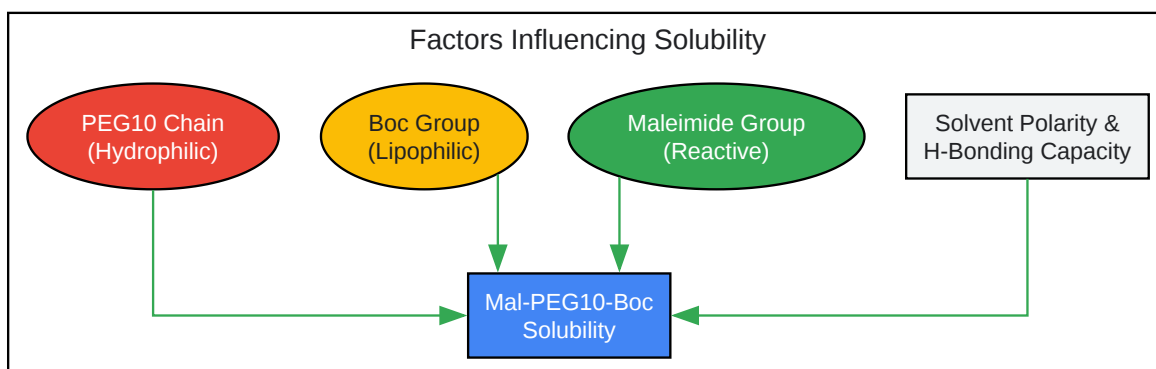 Factors Influencing Solubility
PEG10 Chain
(Hydrophilic)
Boc Group
(Lipophilic)
Maleimide Group
(Reactive)
Solvent Polarity &
H-Bonding Capacity
Mal-PEG10-Boc
Solubility